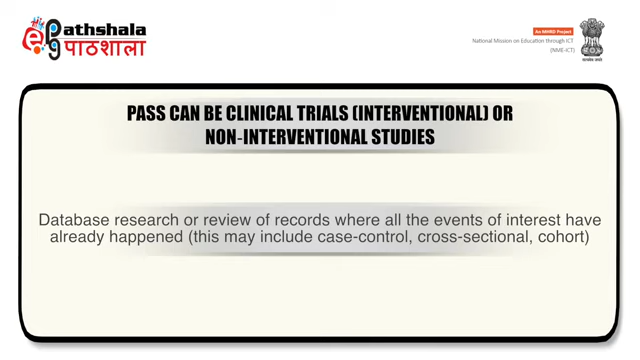 ePathshala
पाठशाला
An MHRD Project
National Mission on Education through ICT
(NME-ICT)
PASS CAN BE CLINICAL TRIALS (INTERVENTIONAL) OR
NON-INTERVENTIONAL STUDIES
Database research or review of records where all the events of interest have
already happened (this may include case-control, cross-sectional, cohort)